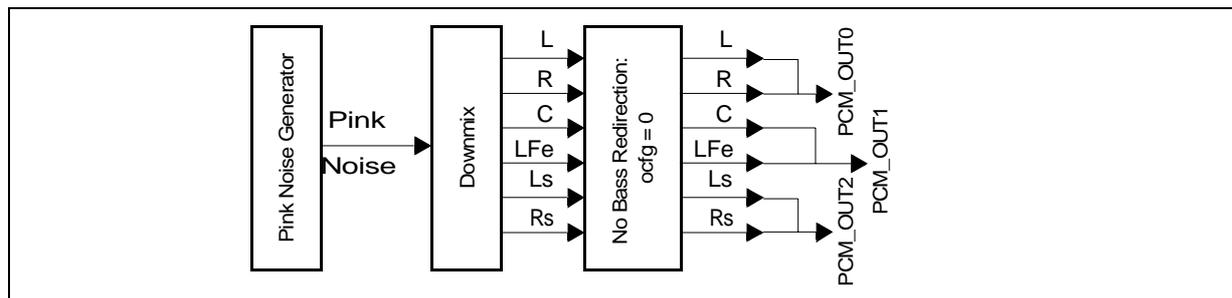 Pink Noise Generator
Pink
Noise
Downmix
L
R
C
LFe
Ls
Rs
No Bass Redirection:
ocfg = 0
L
R
C
LFe
Ls
Rs
PCM_OUT0
PCM_OUT1
PCM_OUT2